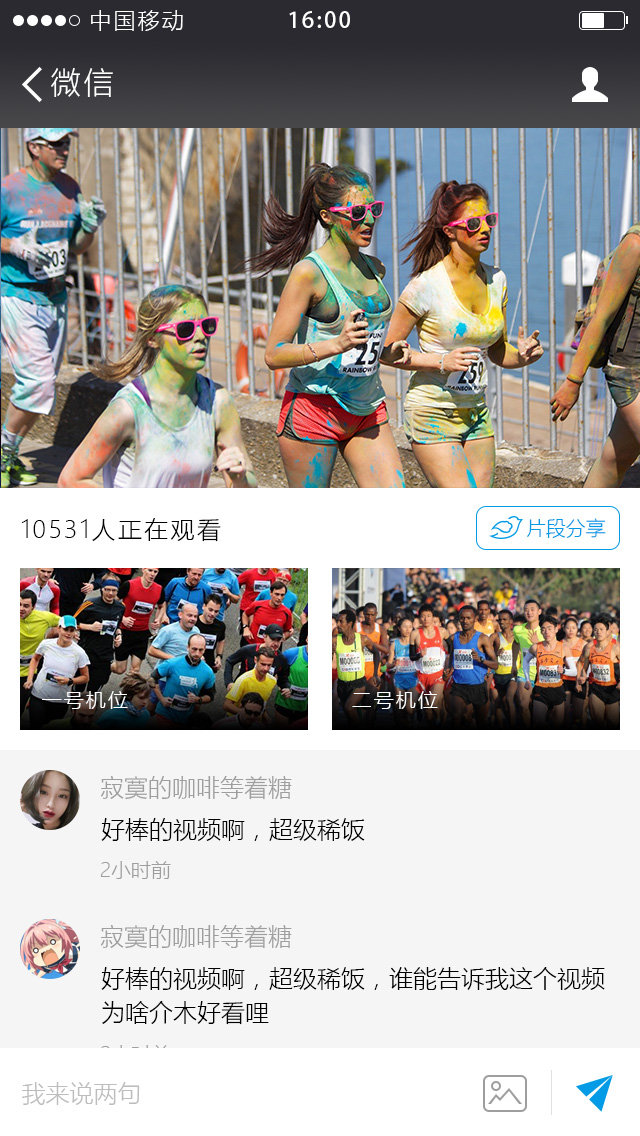 中国移动
16:00
微信
303
25
RAINBOW RUN
259
10531人正在观看
片段分享
一号机位
二号机位
寂寞的咖啡等着糖
好棒的视频啊，超级稀饭
2小时前
寂寞的咖啡等着糖
好棒的视频啊，超级稀饭，谁能告诉我这个视频
为啥介木好看哩
我来说两句